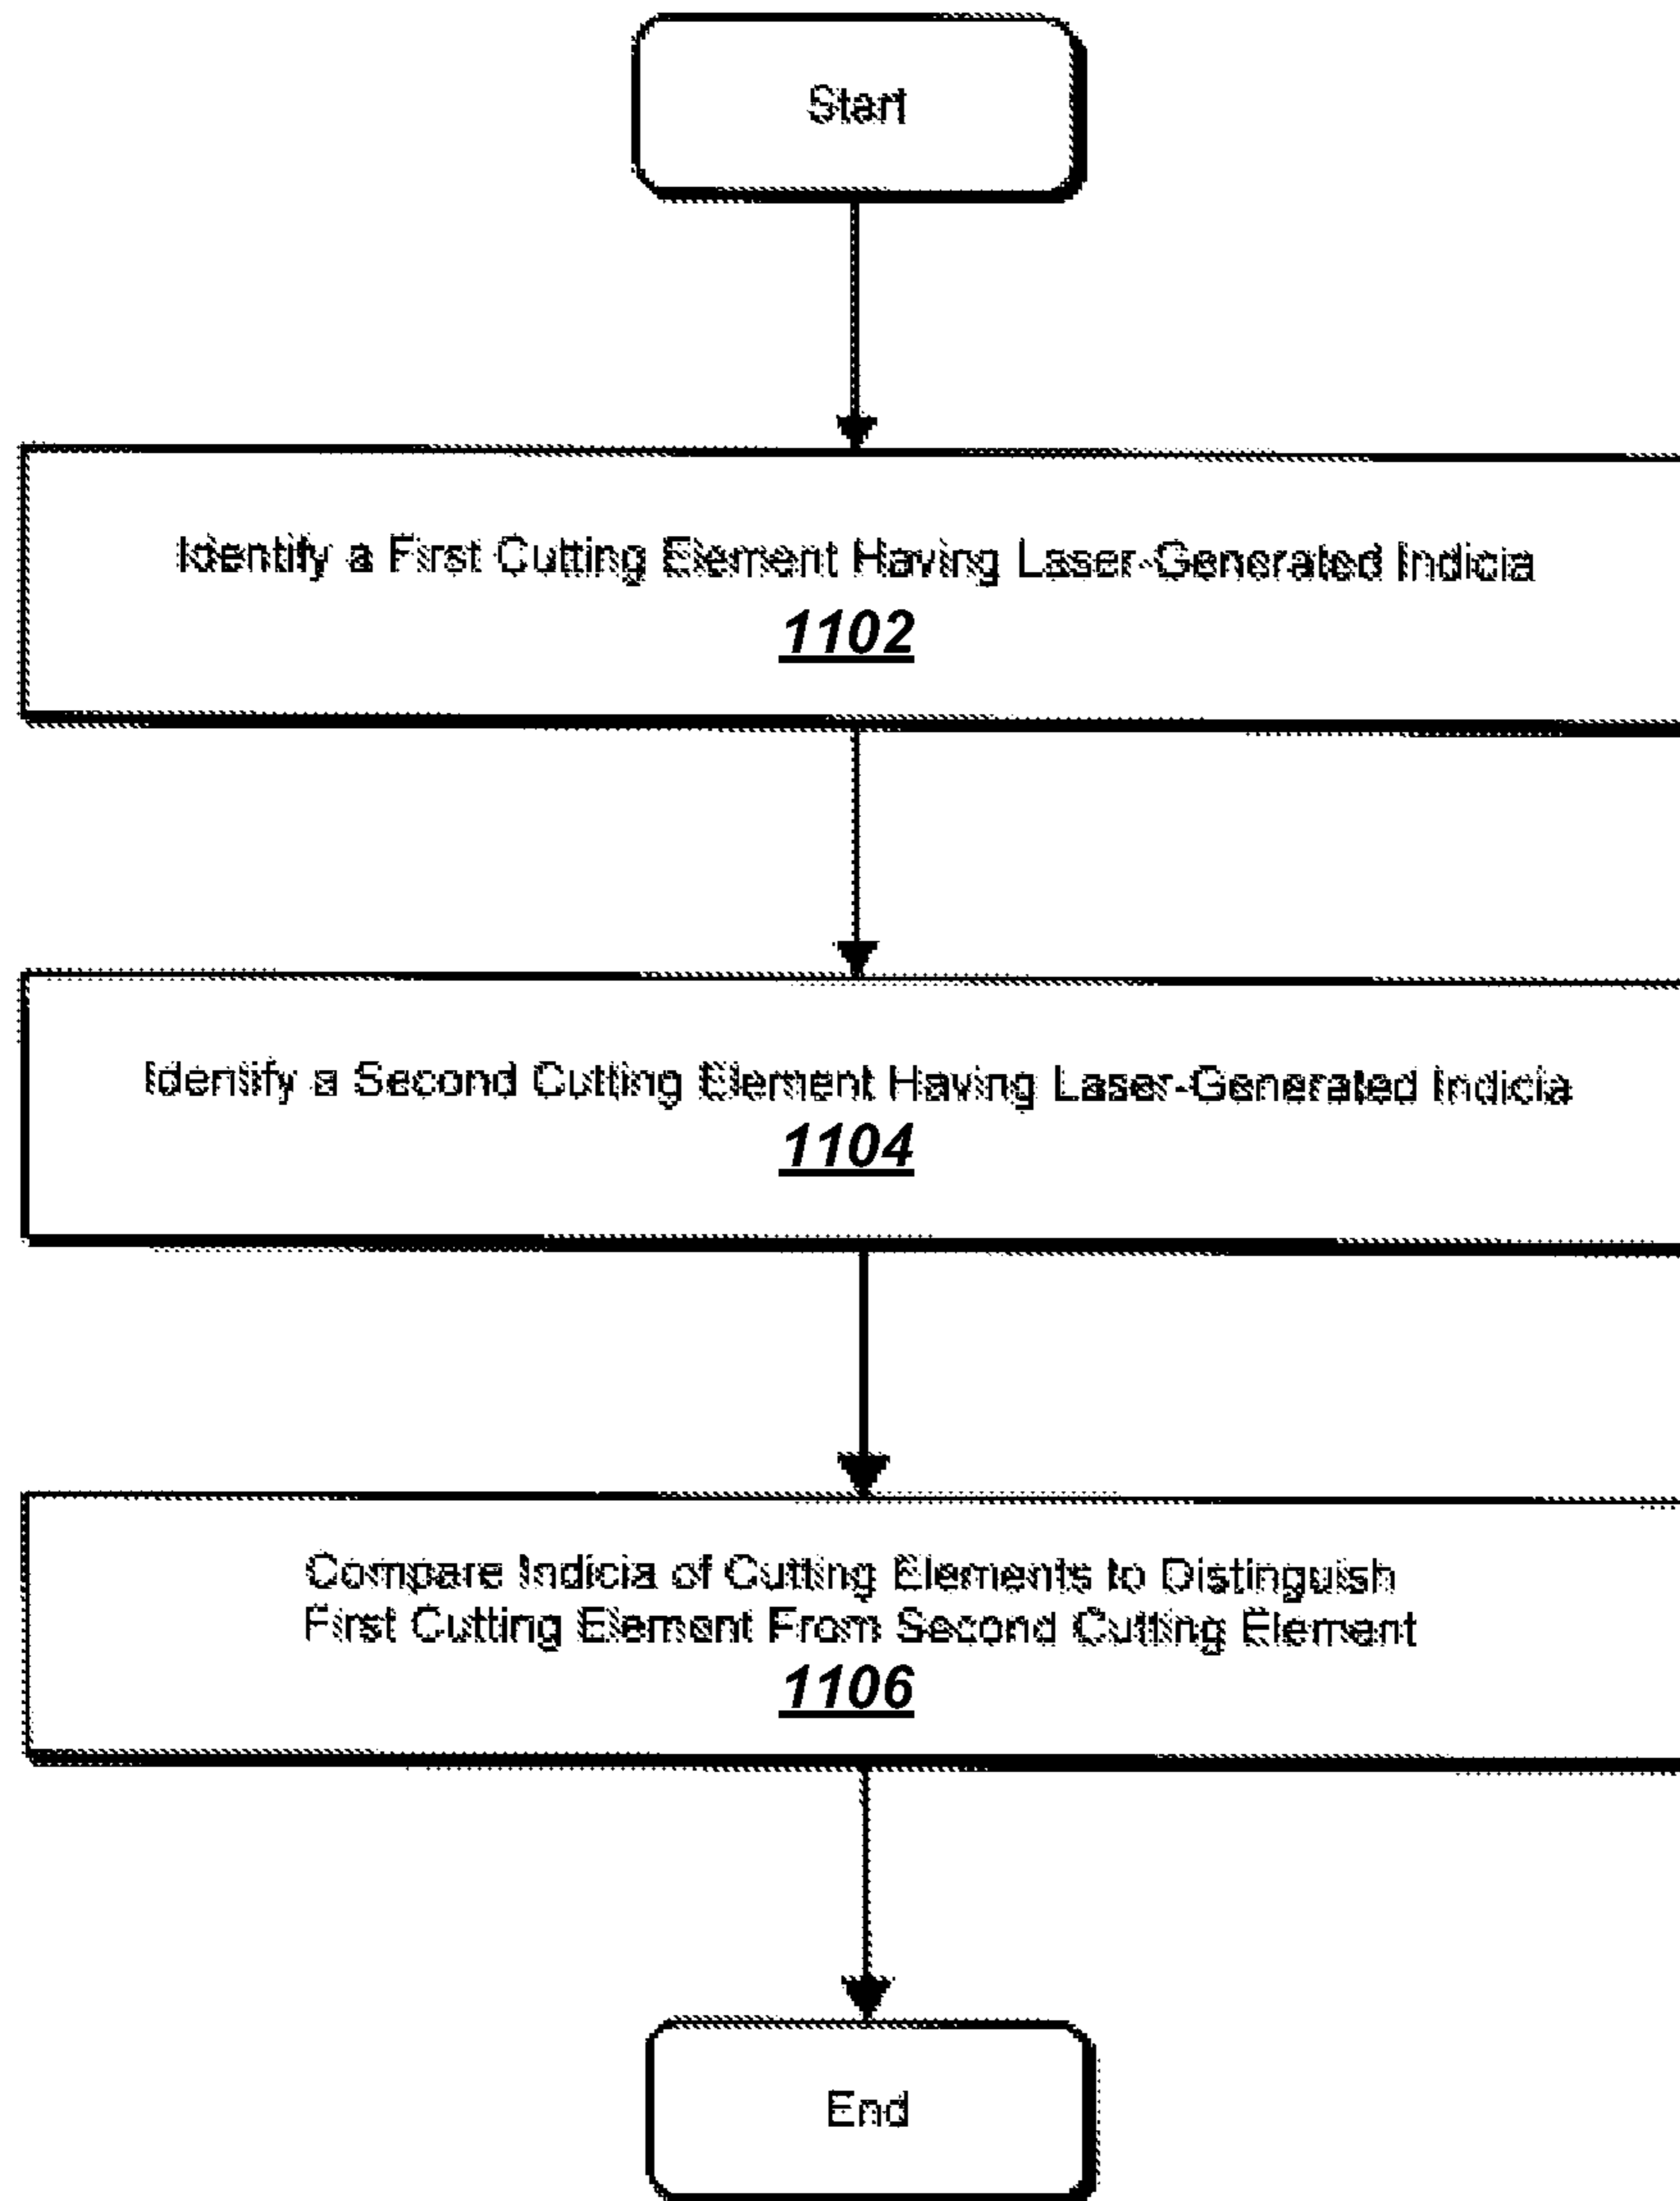 Start
Identify a First Cutting Element Having Laser-Generated Indicia
1102
Identify a Second Cutting Element Having Laser-Generated Indicia
1104
Compare Indicia of Cutting Elements to Distinguish
First Cutting Element From Second Cutting Element
1106
End